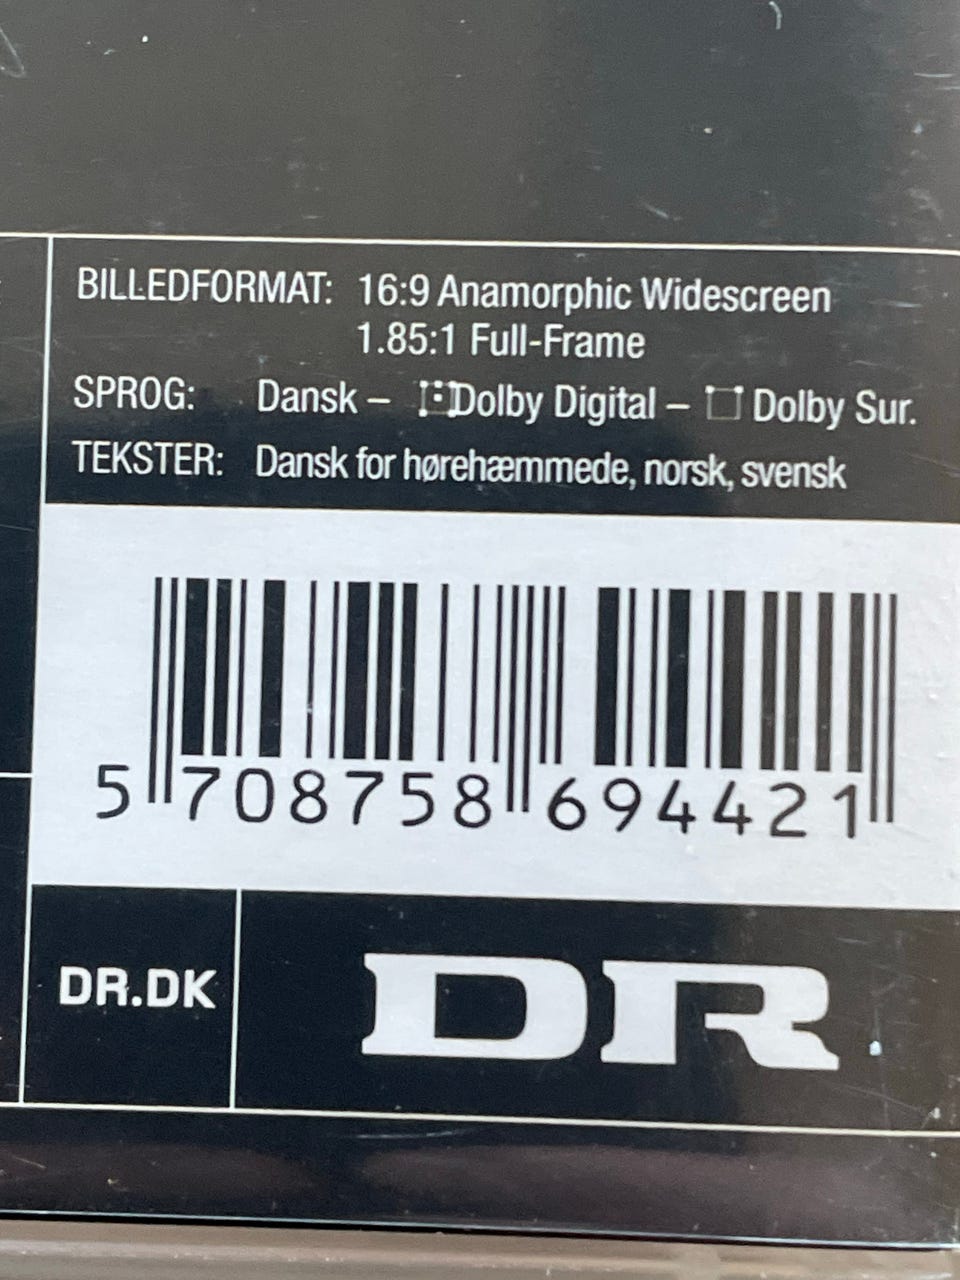 BILLEDFORMAT: 16:9 Anamorphic Widescreen
1.85:1 Full-Frame
SPROG: Dansk – Dolby Digital – Dolby Sur.
TEKSTER: Dansk for hørehæmmede, norsk, svensk
5 708758 694421
DR.DK
DR